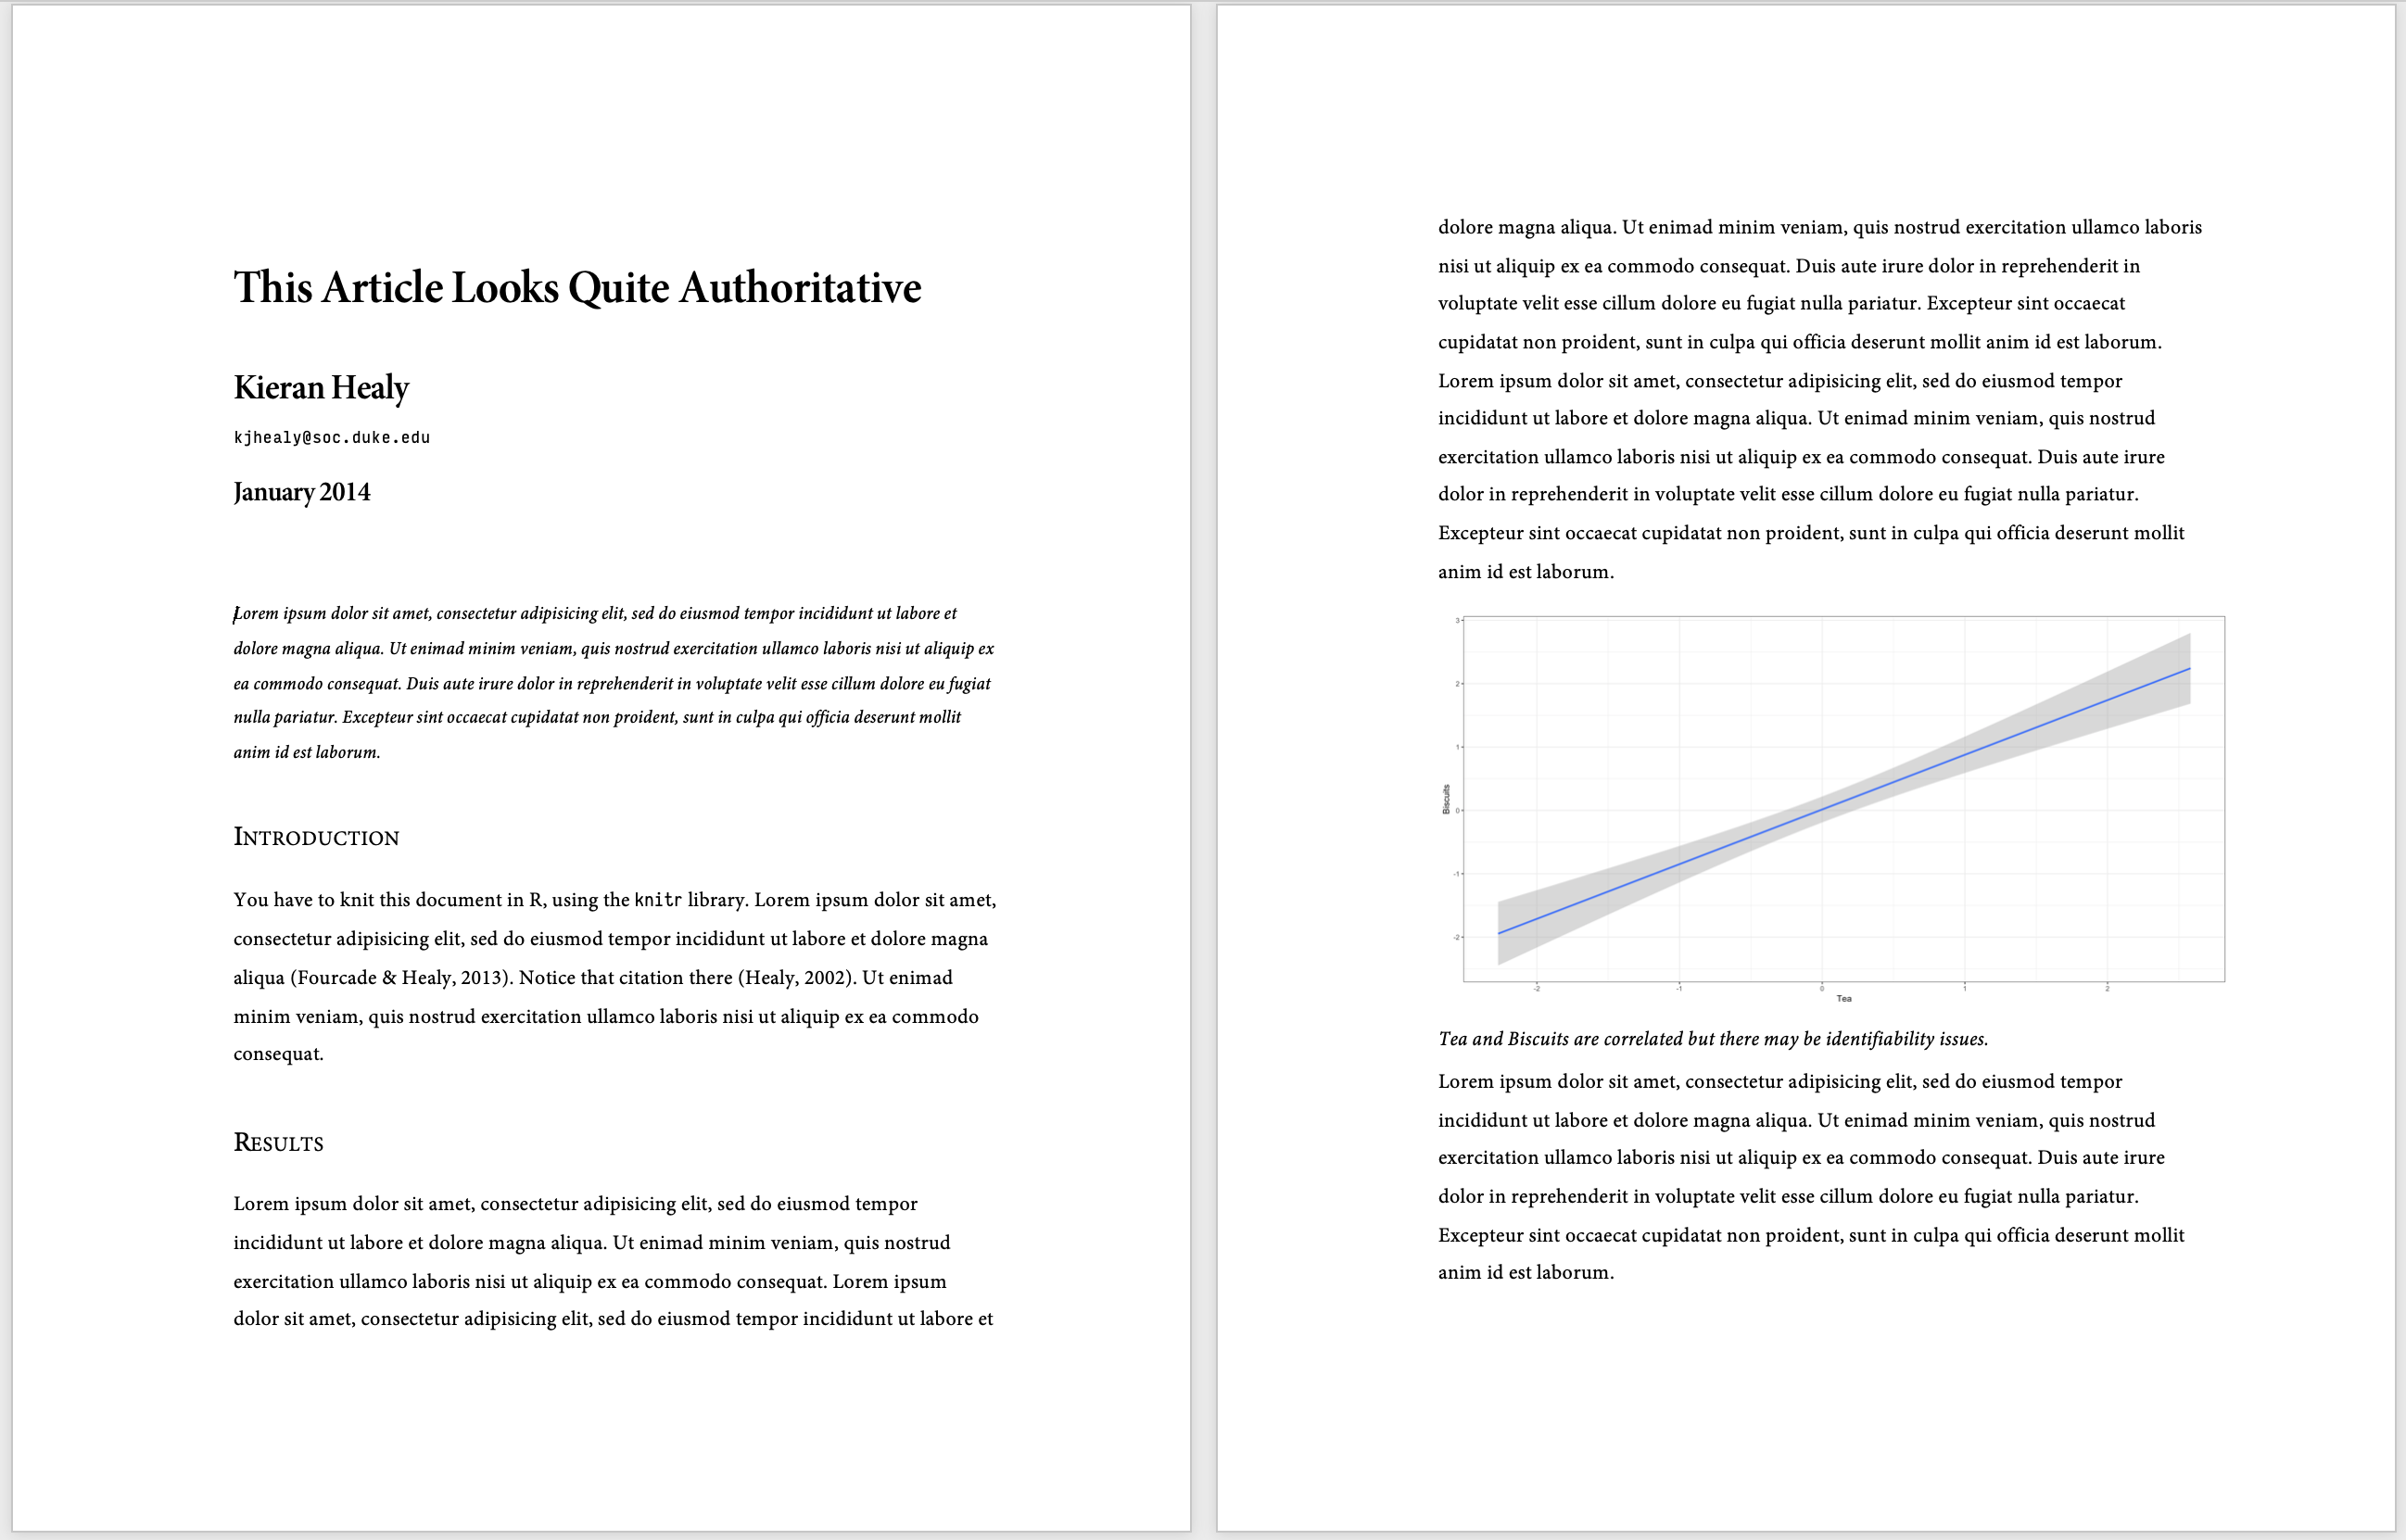 This Article Looks Quite Authoritative
Kieran Healy
kjhealy@soc.duke.edu
January 2014
Lorem ipsum dolor sit amet, consectetur adipisicing elit, sed do eiusmod tempor incididunt ut labore et
dolore magna aliqua. Ut enimad minim veniam, quis nostrud exercitation ullamco laboris nisi ut aliquip ex
ea commodo consequat. Duis aute irure dolor in reprehenderit in voluptate velit esse cillum dolore eu fugiat
nulla pariatur. Excepteur sint occaecat cupidatat non proident, sunt in culpa qui officia deserunt mollit
anim id est laborum.
Introduction
You have to knit this document in R, using the knitr library. Lorem ipsum dolor sit amet,
consectetur adipisicing elit, sed do eiusmod tempor incididunt ut labore et dolore magna
aliqua (Fourcade & Healy, 2013). Notice that citation there (Healy, 2002). Ut enimad
minim veniam, quis nostrud exercitation ullamco laboris nisi ut aliquip ex ea commodo
consequat.
Results
Lorem ipsum dolor sit amet, consectetur adipisicing elit, sed do eiusmod tempor
incididunt ut labore et dolore magna aliqua. Ut enimad minim veniam, quis nostrud
exercitation ullamco laboris nisi ut aliquip ex ea commodo consequat. Lorem ipsum
dolor sit amet, consectetur adipisicing elit, sed do eiusmod tempor incididunt ut labore et
dolore magna aliqua. Ut enimad minim veniam, quis nostrud exercitation ullamco laboris
nisi ut aliquip ex ea commodo consequat. Duis aute irure dolor in reprehenderit in
voluptate velit esse cillum dolore eu fugiat nulla pariatur. Excepteur sint occaecat
cupidatat non proident, sunt in culpa qui officia deserunt mollit anim id est laborum.
Lorem ipsum dolor sit amet, consectetur adipisicing elit, sed do eiusmod tempor
incididunt ut labore et dolore magna aliqua. Ut enimad minim veniam, quis nostrud
exercitation ullamco laboris nisi ut aliquip ex ea commodo consequat. Duis aute irure
dolor in reprehenderit in voluptate velit esse cillum dolore eu fugiat nulla pariatur.
Excepteur sint occaecat cupidatat non proident, sunt in culpa qui officia deserunt mollit
anim id est laborum.
3
2
1
Biscuits
0
-1
-2
-2 -1 0 1 2
Tea
Tea and Biscuits are correlated but there may be identifiability issues.
Lorem ipsum dolor sit amet, consectetur adipisicing elit, sed do eiusmod tempor
incididunt ut labore et dolore magna aliqua. Ut enimad minim veniam, quis nostrud
exercitation ullamco laboris nisi ut aliquip ex ea commodo consequat. Duis aute irure
dolor in reprehenderit in voluptate velit esse cillum dolore eu fugiat nulla pariatur.
Excepteur sint occaecat cupidatat non proident, sunt in culpa qui officia deserunt mollit
anim id est laborum.